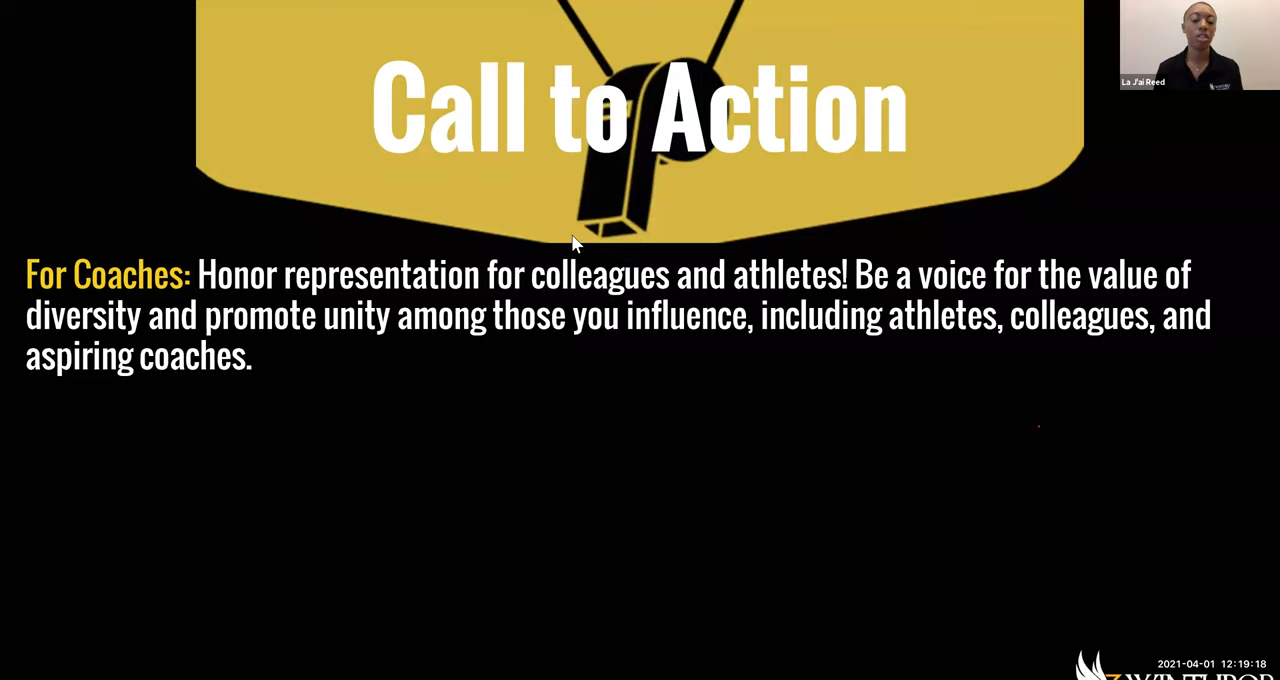 Call to Action
La J'ai Reed
For Coaches: Honor representation for colleagues and athletes! Be a voice for the value of
diversity and promote unity among those you influence, including athletes, colleagues, and
aspiring coaches.
2021-04-01 12:19:18
WINTHROP